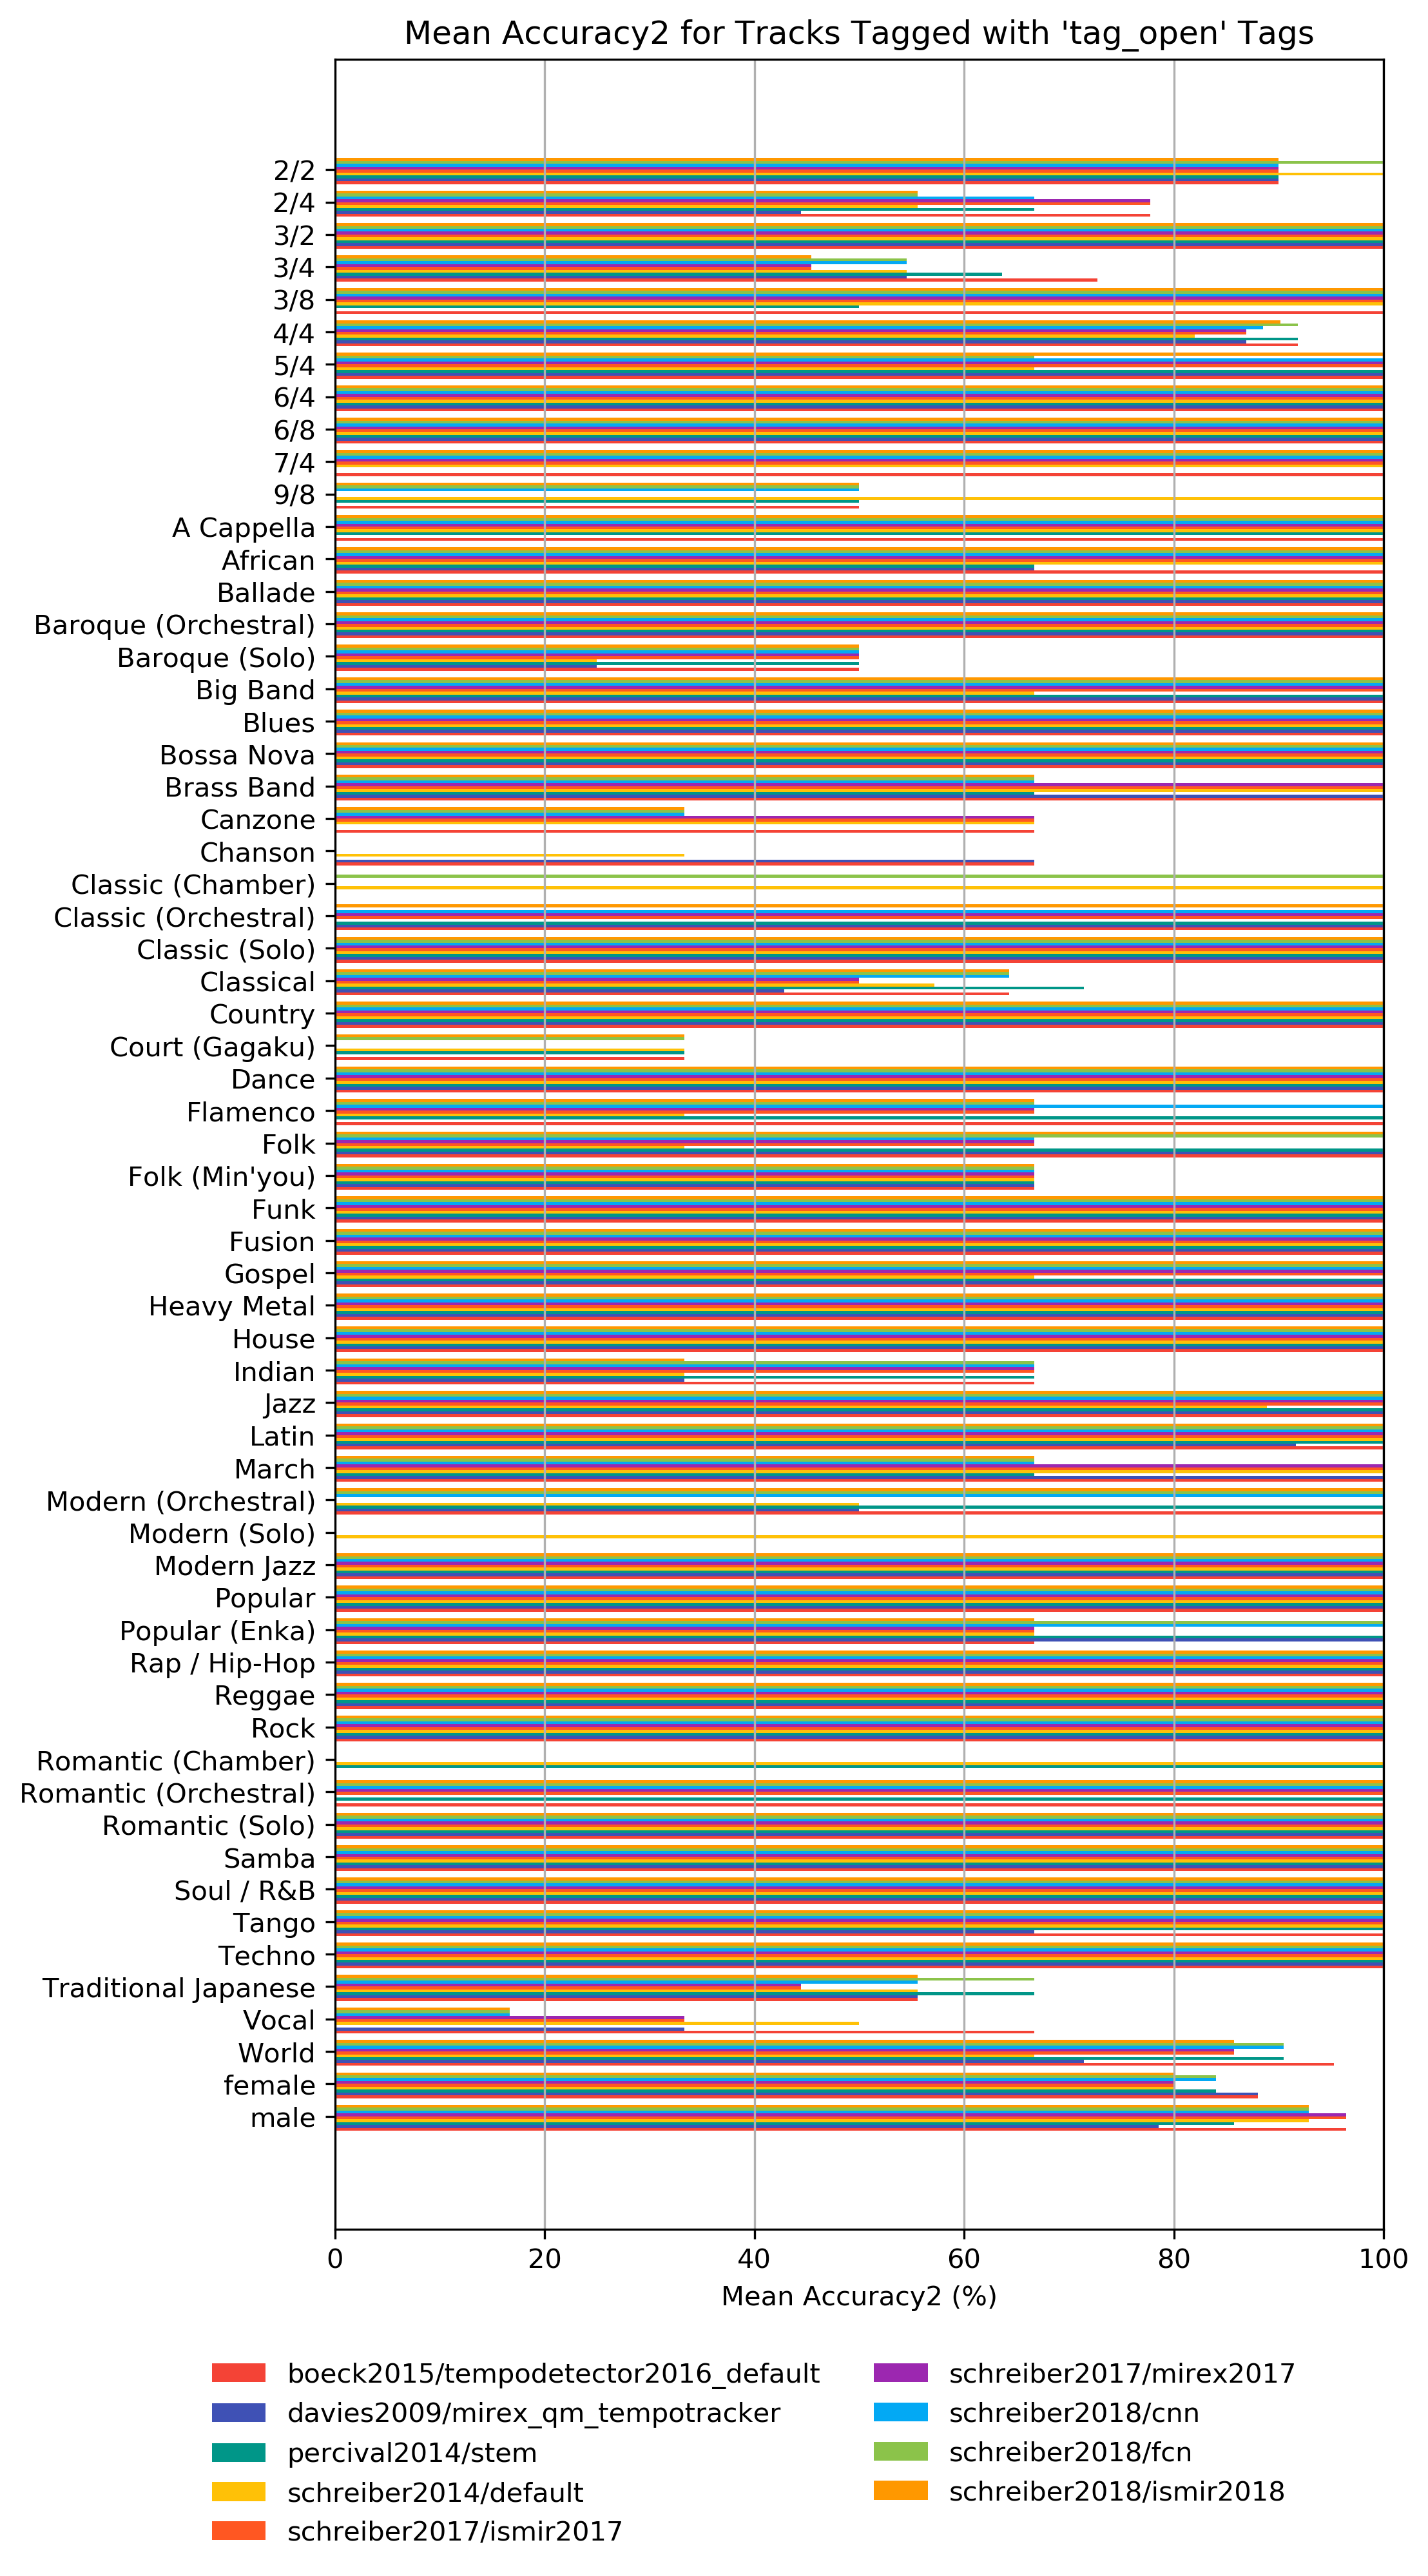 Mean Accuracy2 for Tracks Tagged with 'tag_open' Tags
2/2
2/4
3/2
3/4
3/8
4/4
5/4
6/4
6/8
7/4
9/8
A Cappella
African
Ballade
Baroque (Orchestral)
Baroque (Solo)
Big Band
Blues
Bossa Nova
Brass Band
Canzone
Chanson
Classic (Chamber)
Classic (Orchestral)
Classic (Solo)
Classical
Country
Court (Gagaku)
Dance
Flamenco
Folk
Folk (Min'you)
Funk
Fusion
Gospel
Heavy Metal
House
Indian
Jazz
Latin
March
Modern (Orchestral)
Modern (Solo)
Modern Jazz
Popular
Popular (Enka)
Rap / Hip-Hop
Reggae
Rock
Romantic (Chamber)
Romantic (Orchestral)
Romantic (Solo)
Samba
Soul / R&B
Tango
Techno
Traditional Japanese
Vocal
World
female
male
0 20 40 60 80 100
Mean Accuracy2 (%)
boeck2015/tempodetector2016_default
davies2009/mirex_qm_tempotracker
percival2014/stem
schreiber2014/default
schreiber2017/ismir2017
schreiber2017/mirex2017
schreiber2018/cnn
schreiber2018/fcn
schreiber2018/ismir2018